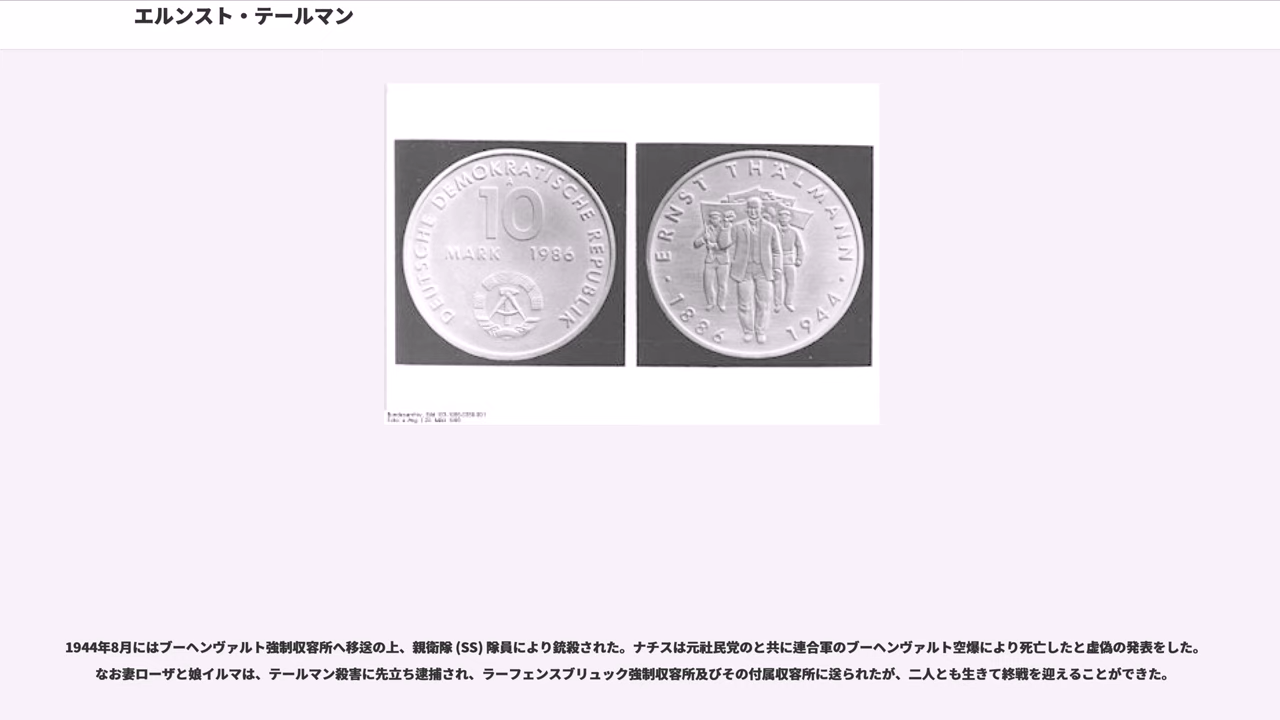 エルンスト・テールマン
DEUTSCHE DEMOKRATISCHE REPUBLIK
10
MARK 1986
ERNST THÄLMANN
1886 1944
1944年8月にはブーヘンヴァルト強制収容所へ移送の上、親衛隊 (SS) 隊員により銃殺された。ナチスは元社民党のと共に連合軍のブーヘンヴァルト空爆により死亡したと虚偽の発表をした。
なお妻ローザと娘イルマは、テールマン殺害に先立ち逮捕され、ラーフェンスブリュック強制収容所及びその付属収容所に送られたが、二人とも生きて終戦を迎えることができた。